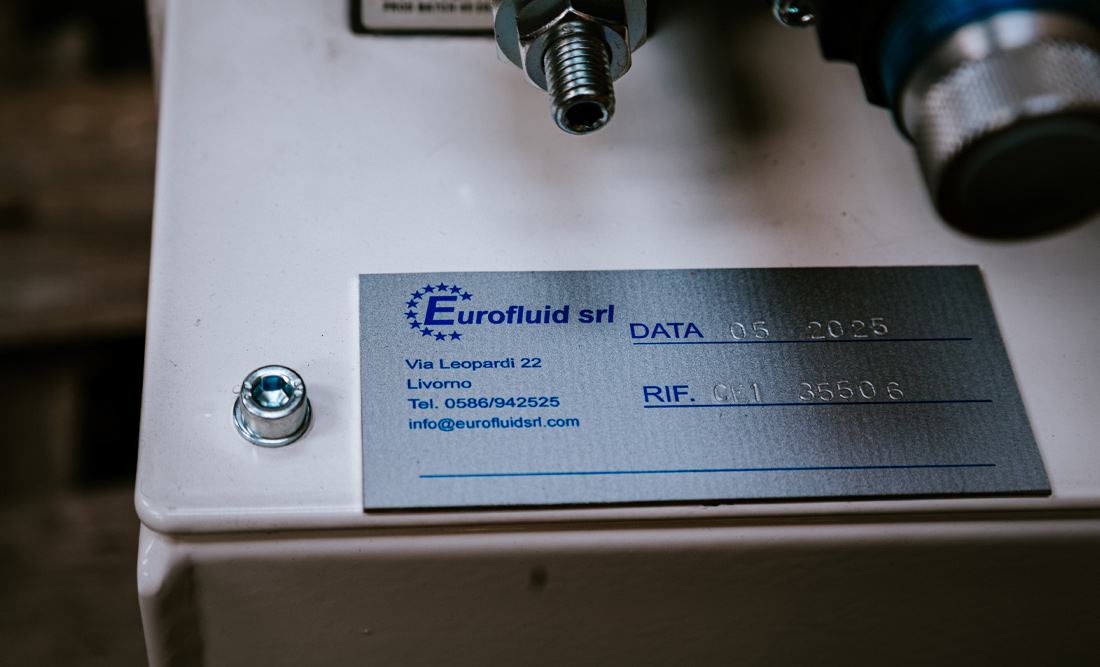 Eurofluid srl
Via Leopardi 22
Livorno
Tel. 0586/942525
info@eurofluidsrl.com
DATA 05 2025
RIF. 35506